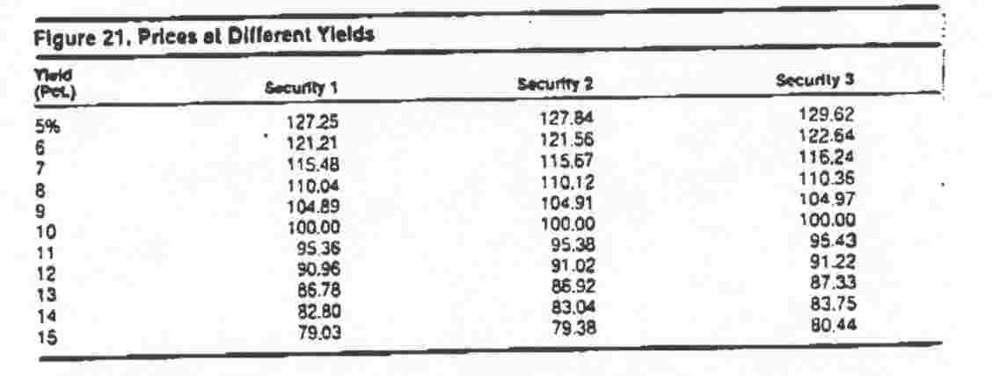 Figure 21. Prices at Different Yields
Yield
(Pct.) Security 1 Security 2 Security 3
5% 127.25 127.84 129.62
6 121.21 121.56 122.64
7 115.48 115.67 116.24
8 110.04 110.12 110.36
9 104.89 104.91 104.97
10 100.00 100.00 100.00
11 95.36 95.38 95.43
12 90.96 91.02 91.22
13 86.78 86.92 87.33
14 82.80 83.04 83.75
15 79.03 79.38 80.44